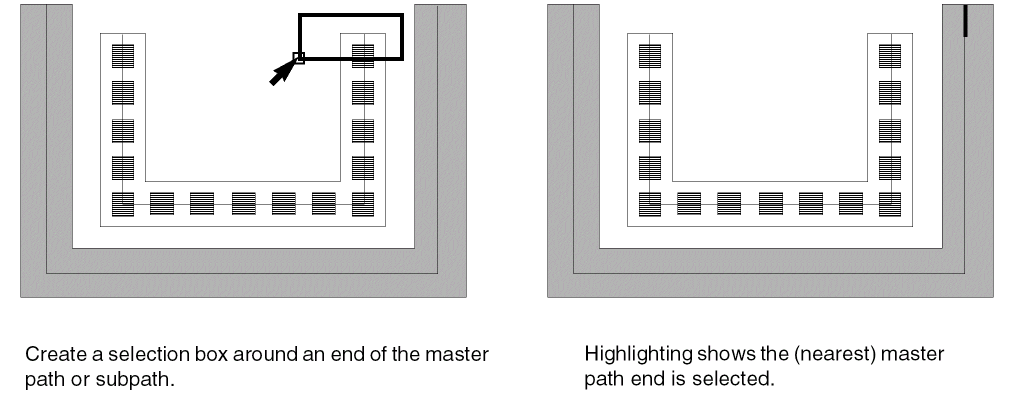 Create a selection box around an end of the master
path or subpath.
Highlighting shows the (nearest) master
path end is selected.